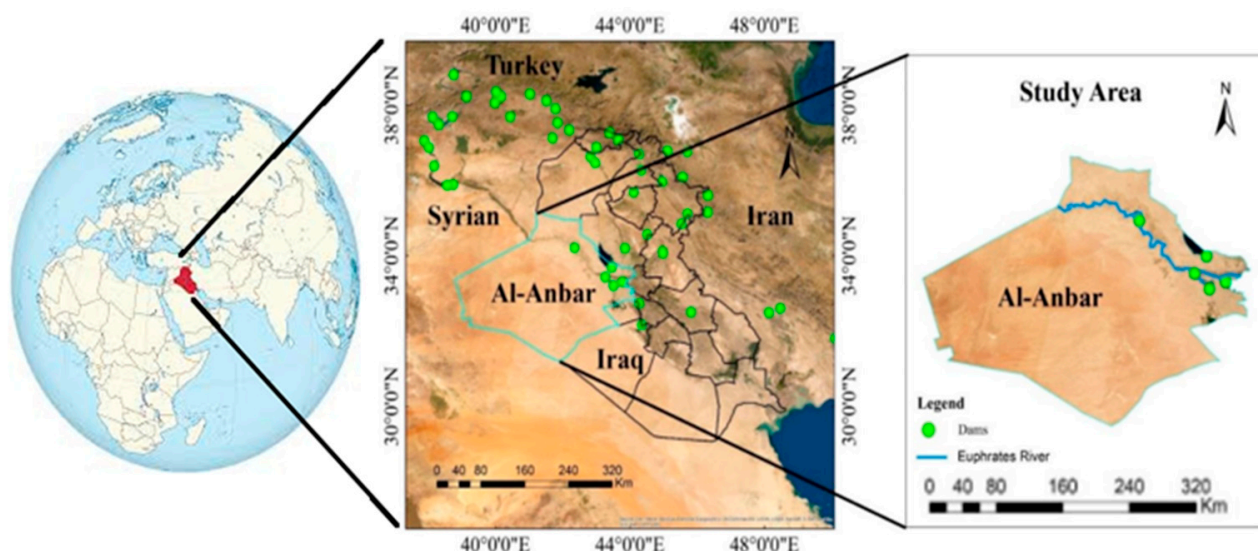 40°0'0"E 44°0'0"E 48°0'0"E
38°0'0"N
34°0'0"N
30°0'0"N
Turkey
N
Syrian
Iran
Al-Anbar
Iraq
0 40 80 160 240 320
Km
38°0'0"N
34°0'0"N
30°0'0"N
40°0'0"E 44°0'0"E 48°0'0"E
Study Area
N
Al-Anbar
Legend
Dams
Euphrates River
0 40 80 160 240 320
Km